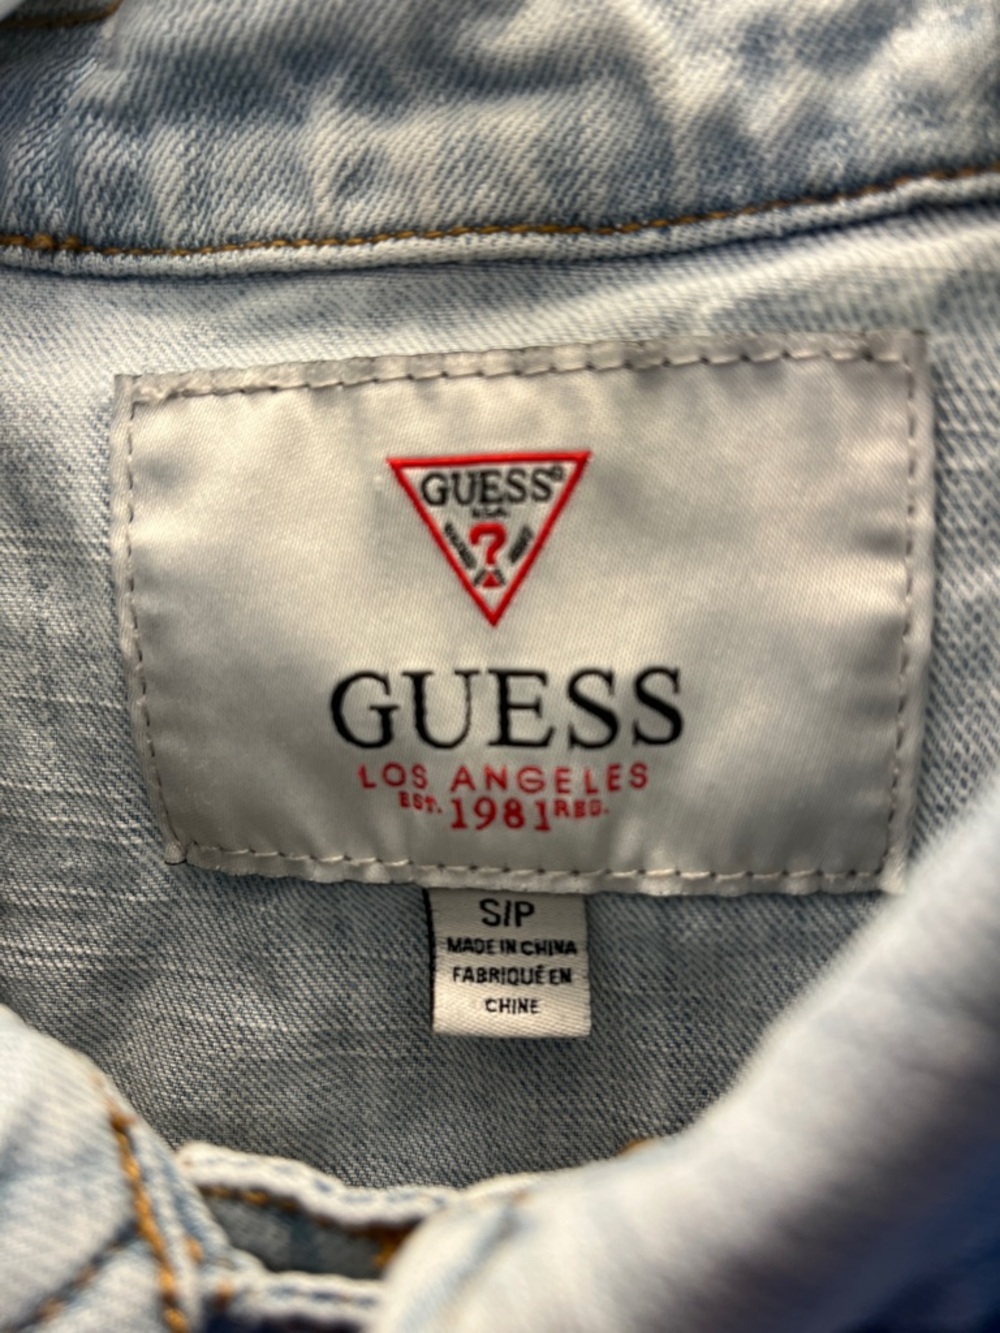 GUESS®
U.S.A.
?
GUESS
LOS ANGELES
EST. 1981 REG.
S/P
MADE IN CHINA
FABRIQUÉ EN
CHINE